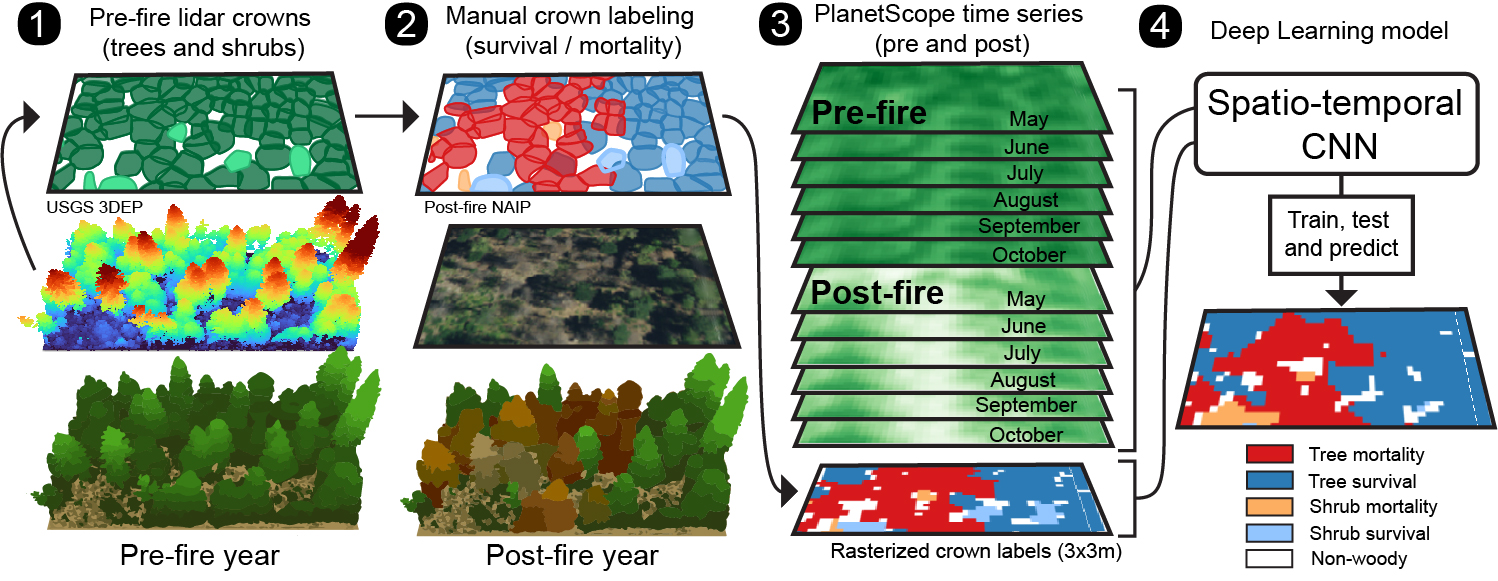 1
Pre-fire lidar crowns
(trees and shrubs)
USGS 3DEP
Pre-fire year
2
Manual crown labeling
(survival / mortality)
Post-fire NAIP
Post-fire year
3
PlanetScope time series
(pre and post)
Pre-fire
May
June
July
August
September
October
Post-fire
May
June
July
August
September
October
Rasterized crown labels (3x3m)
4
Deep Learning model
Spatio-temporal
CNN
Train, test
and predict
Tree mortality
Tree survival
Shrub mortality
Shrub survival
Non-woody